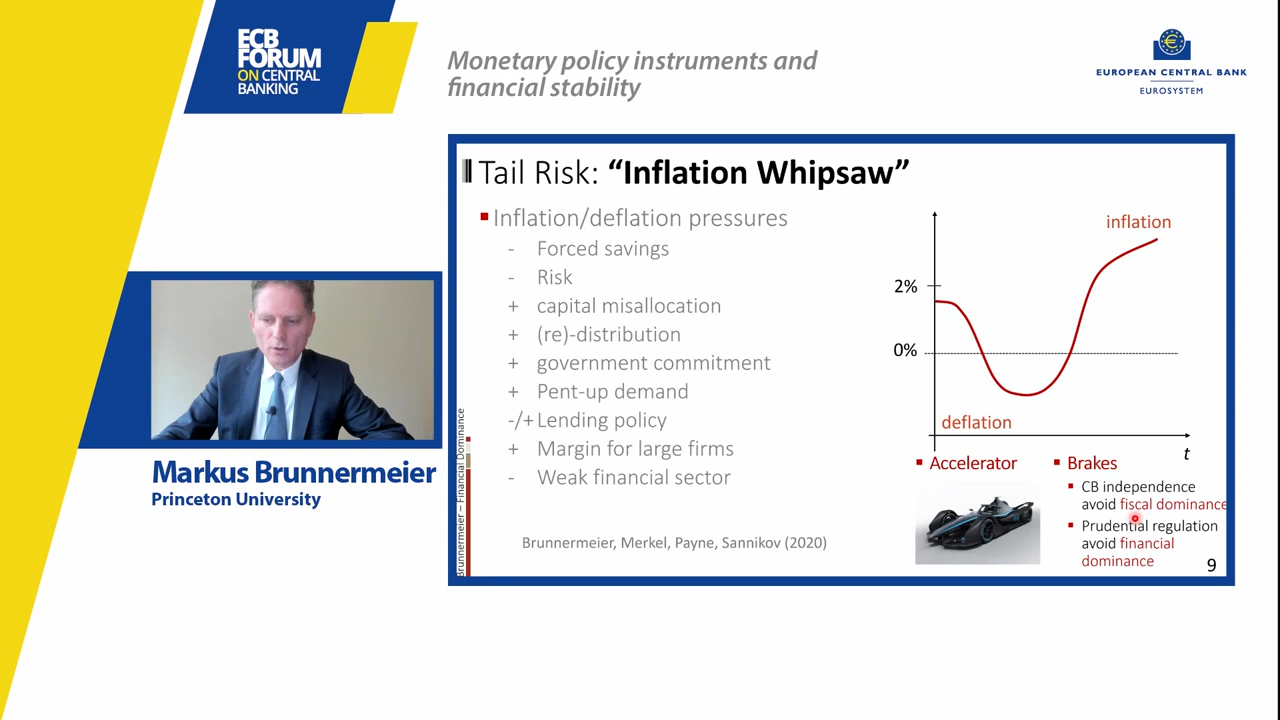 ECB
FORUM
ON CENTRAL
BANKING
Monetary policy instruments and
financial stability
EUROPEAN CENTRAL BANK
EUROSYSTEM
Tail Risk: “Inflation Whipsaw”
▪ Inflation/deflation pressures
- Forced savings
- Risk
+ capital misallocation
+ (re)-distribution
+ government commitment
+ Pent-up demand
-/+ Lending policy
+ Margin for large firms
- Weak financial sector
Brunnermeier, Merkel, Payne, Sannikov (2020)
Brunnermeier – Financial Dominance
inflation
2%
0%
deflation
t
▪ Accelerator
▪ Brakes
▪ CB independence
avoid fiscal dominance
▪ Prudential regulation
avoid financial
dominance
9
Markus Brunnermeier
Princeton University